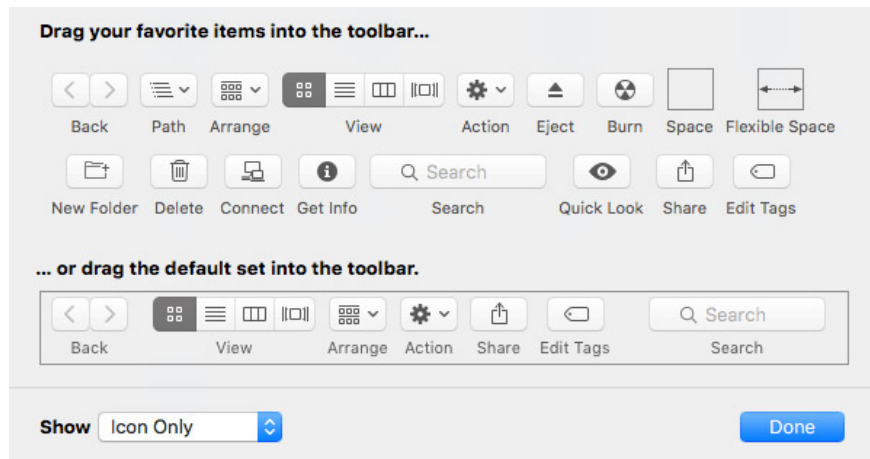 Drag your favorite items into the toolbar...
Back Path Arrange View Action Eject Burn Space Flexible Space
Search
New Folder Delete Connect Get Info Search Quick Look Share Edit Tags
... or drag the default set into the toolbar.
Search
Back View Arrange Action Share Edit Tags Search
Show Icon Only Done